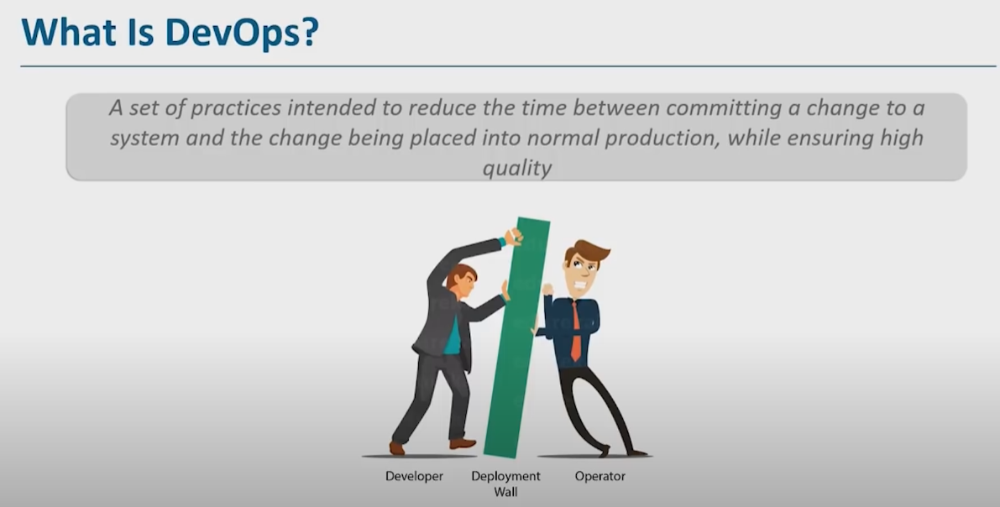 What Is DevOps?
A set of practices intended to reduce the time between committing a change to a
system and the change being placed into normal production, while ensuring high
quality
Developer
Deployment
Wall
Operator